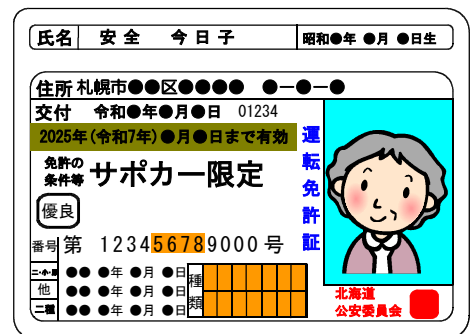 氏名 安全 今日子 昭和●年 ●月 ●日生
住所 札幌市●●区●●●● ●－●－●
交付 令和●年●月●日 01234
2025年(令和7年)●月●日まで有効
免許の
条件等 サポカー限定
優良
番号 第 123456789000 号
二・小・原 ●● ●年 ●月 ●日
他 ●● ●年 ●月 ●日
二種 ●● ●年 ●月 ●日
種類
運転免許証
北海道
公安委員会